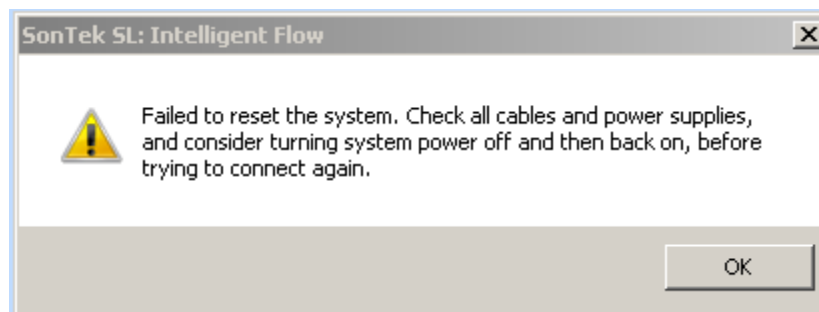 SonTek SL: Intelligent Flow
Failed to reset the system. Check all cables and power supplies,
and consider turning system power off and then back on, before
trying to connect again.
OK